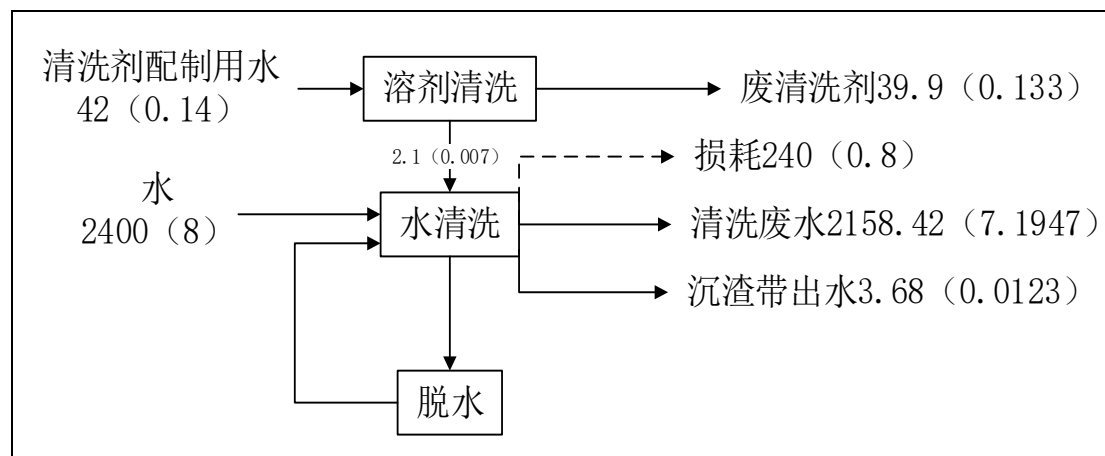 清洗剂配制用水
42（0.14）
溶剂清洗
废清洗剂39.9（0.133）
2.1（0.007）
损耗240（0.8）
水
2400（8）
水清洗
清洗废水2158.42（7.1947）
沉渣带出水3.68（0.0123）
脱水